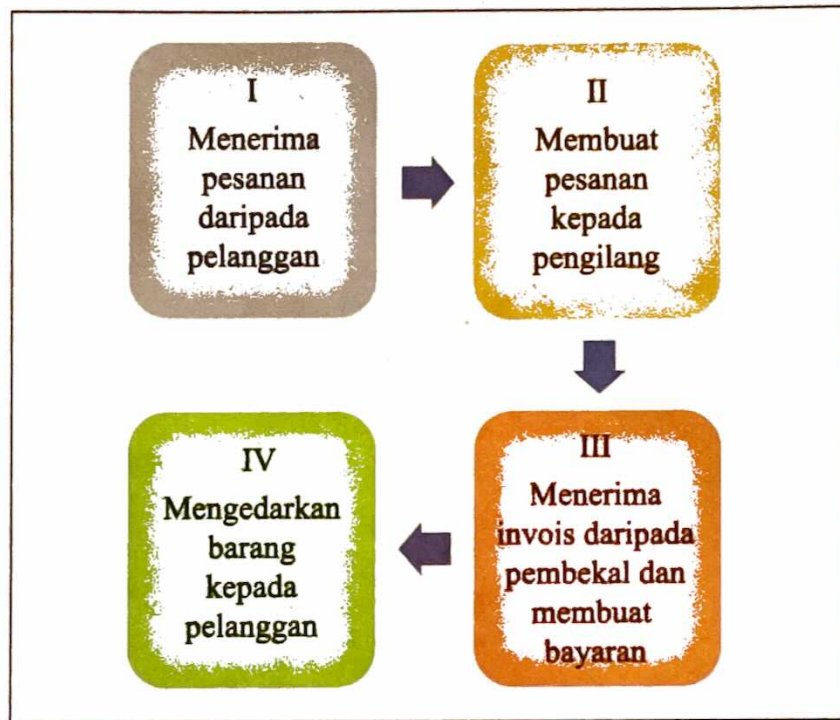 I
Menerima
pesanan
daripada
pelanggan
II
Membuat
pesanan
kepada
pengilang
III
Menerima
invois daripada
pembekal dan
membuat
bayaran
IV
Mengedarkan
barang
kepada
pelanggan